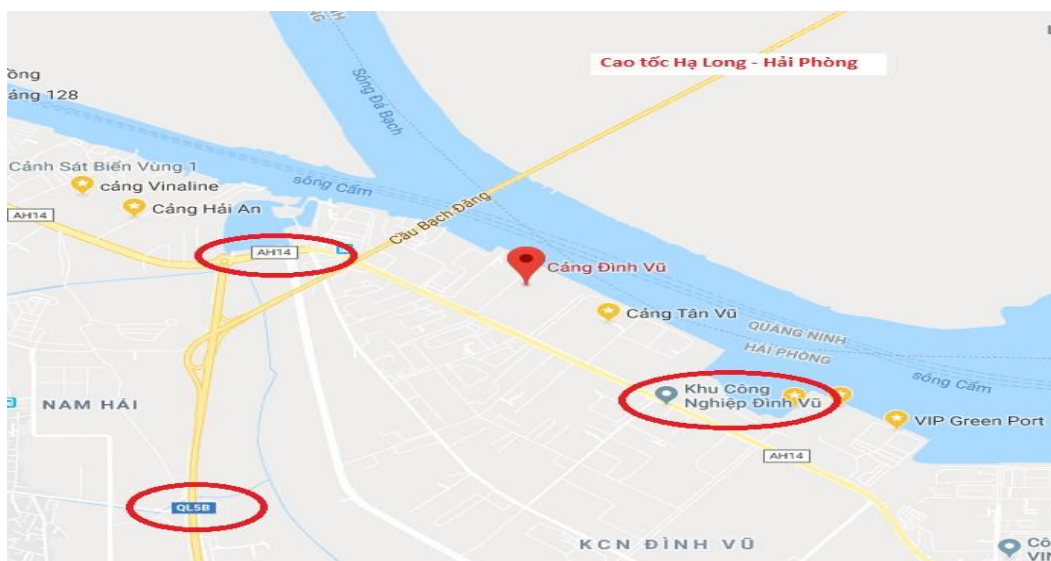 Cao tốc Hạ Long - Hải Phòng
ồng
ảng 128
Sông Đá Bạch
Cảnh Sát Biển Vùng 1
cảng Vinaline
Cảng Hải An
AH14
sông Cấm
AH14
Cầu Bạch Đằng
Cảng Đình Vũ
Cảng Tân Vũ
QUẢNG NINH
HẢI PHÒNG
sông Cấm
Khu Công
Nghiệp Đình Vũ
VIP Green Port
NAM HẢI
AH14
QL5B
KCN ĐÌNH VŨ
Cô
VIN